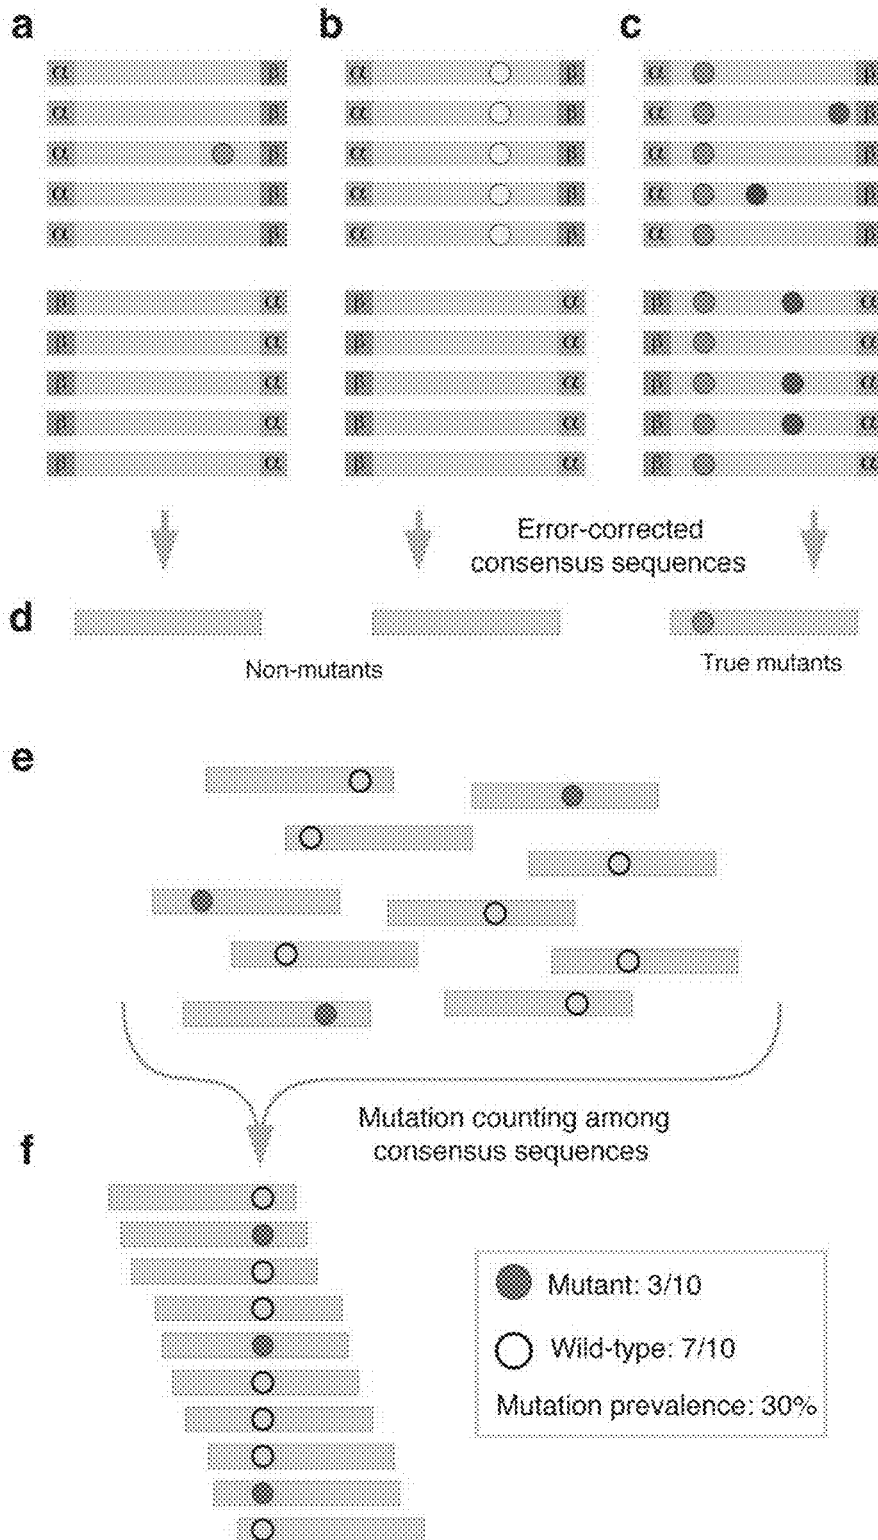 a b c
α β α β α β
α β α β α β
α β α β α β
α β α β α β
α β α β α β
β α β α β α
β α β α β α
β α β α β α
β α β α β α
β α β α β α
Error-corrected
consensus sequences
d
Non-mutants
True mutants
e
Mutation counting among
consensus sequences
f
Mutant: 3/10
Wild-type: 7/10
Mutation prevalence: 30%